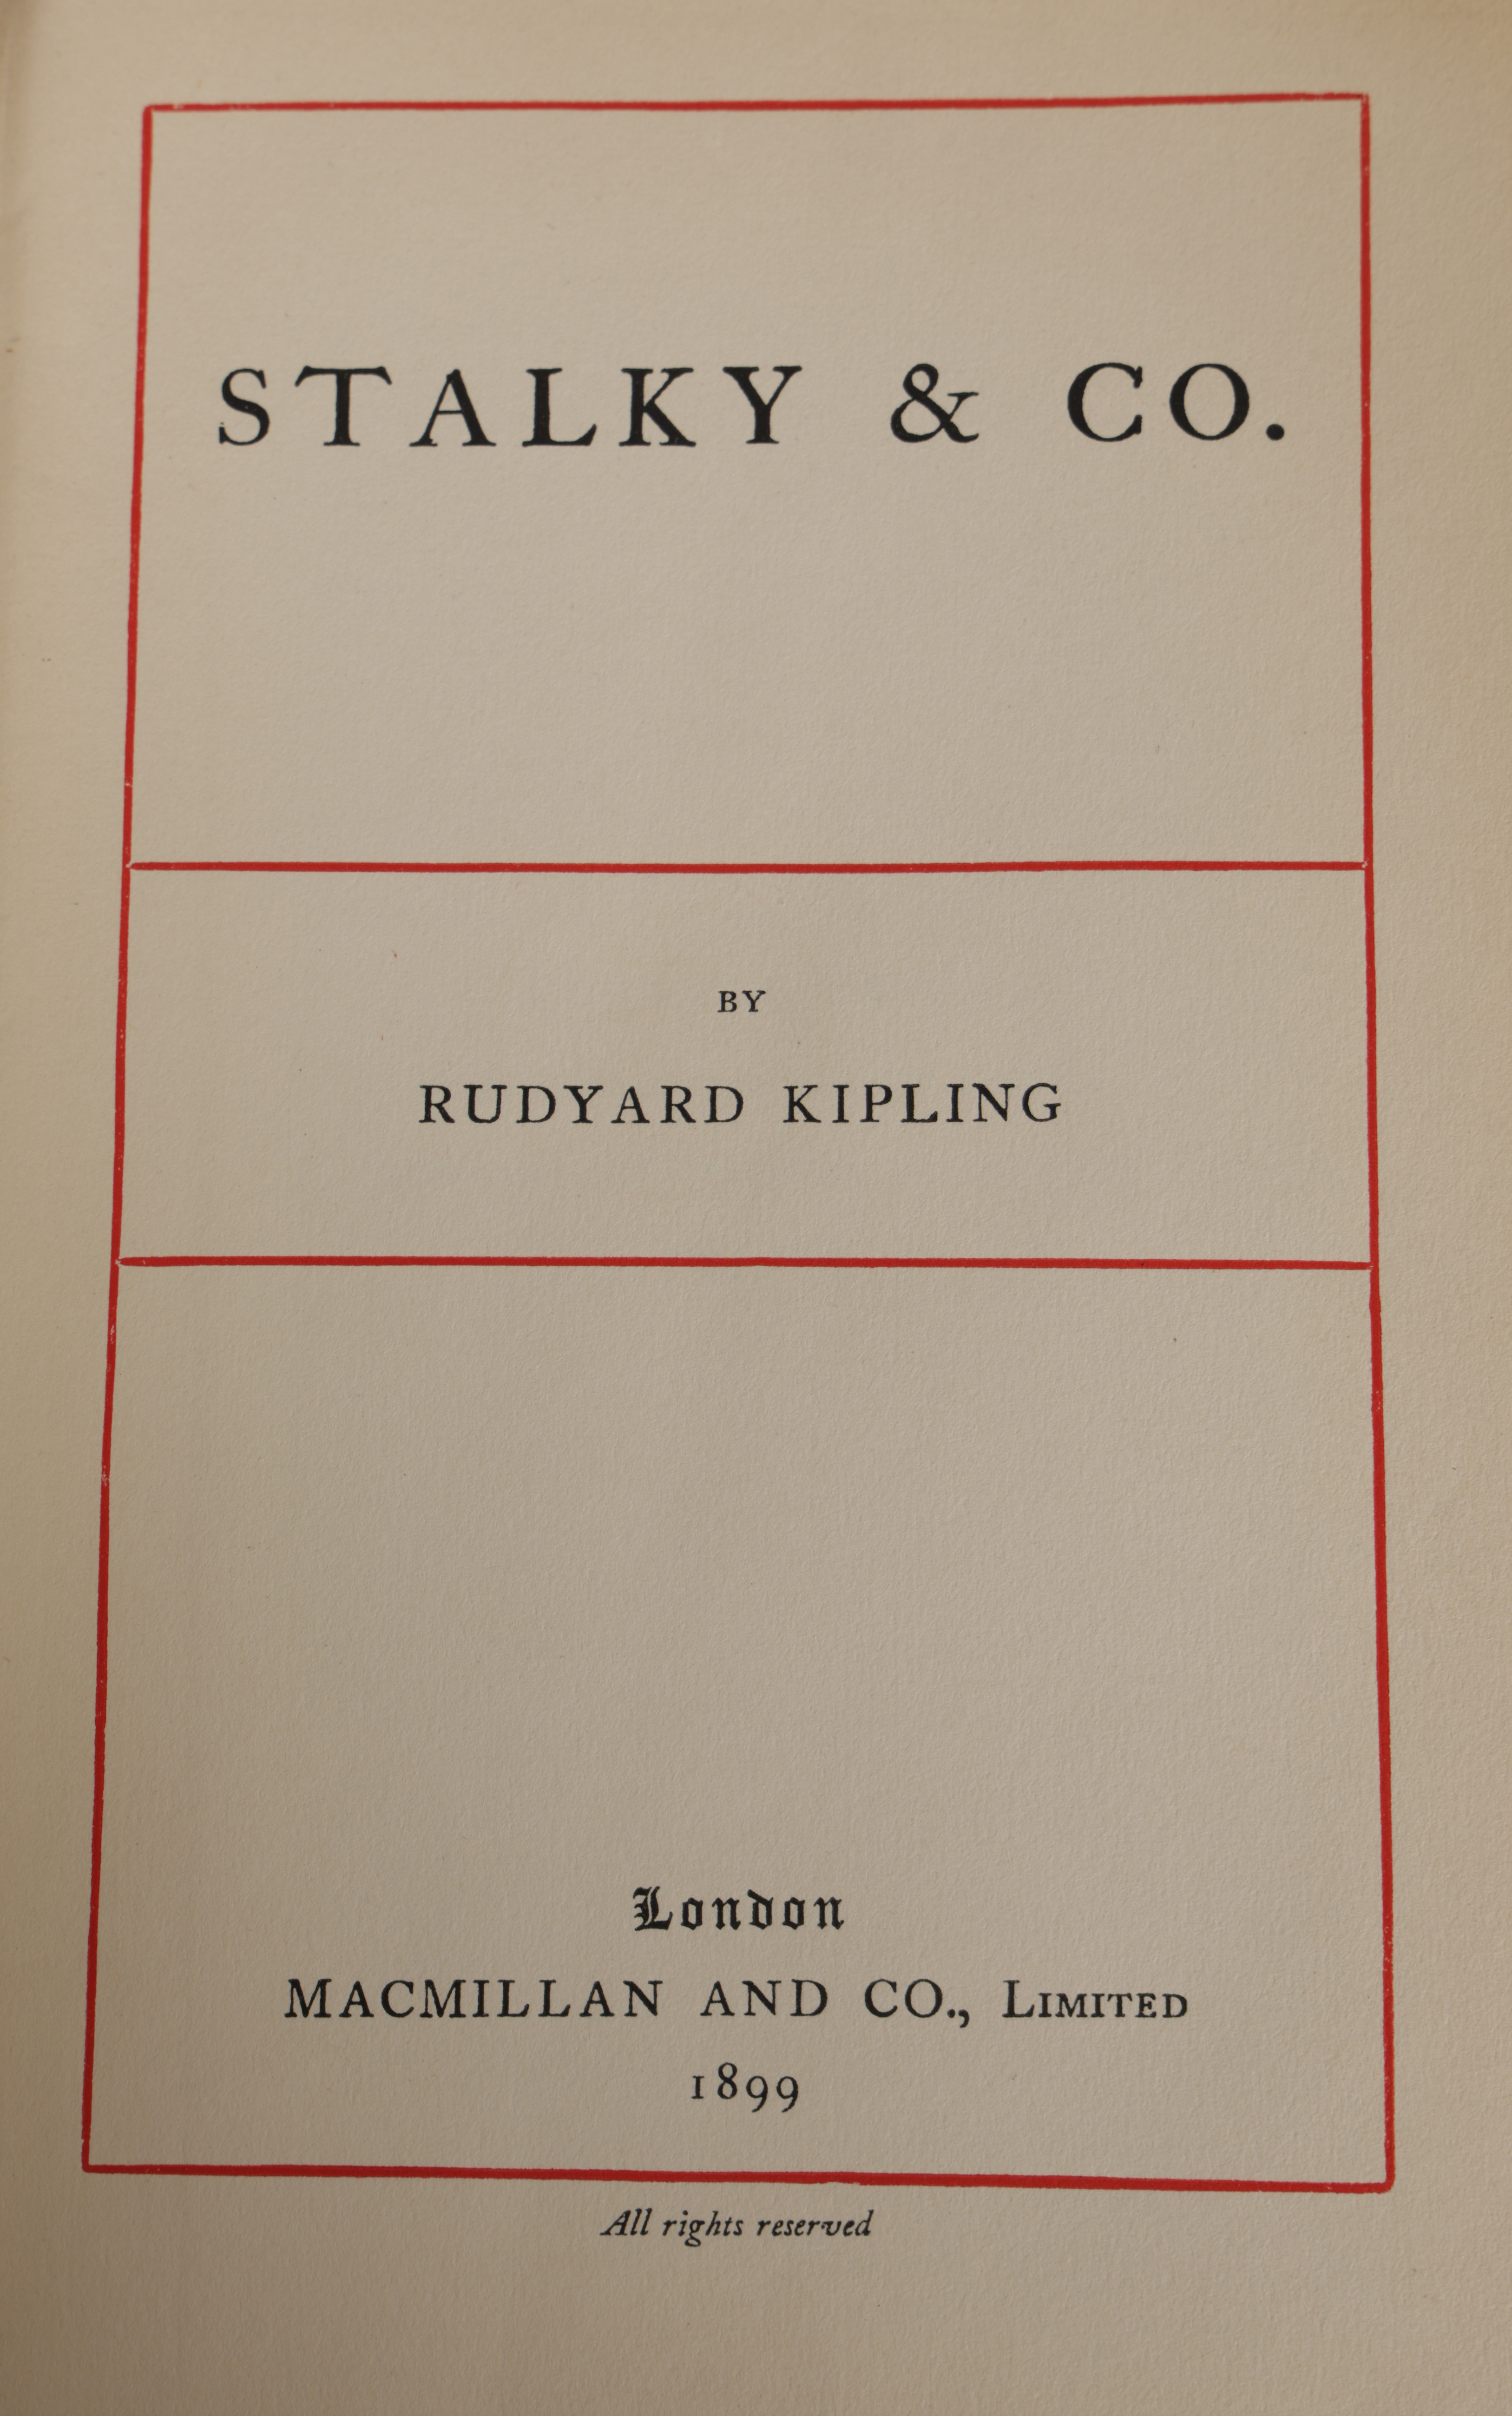 STALKY & CO.
BY
RUDYARD KIPLING
London
MACMILLAN AND CO., LIMITED
1899
All rights reserved